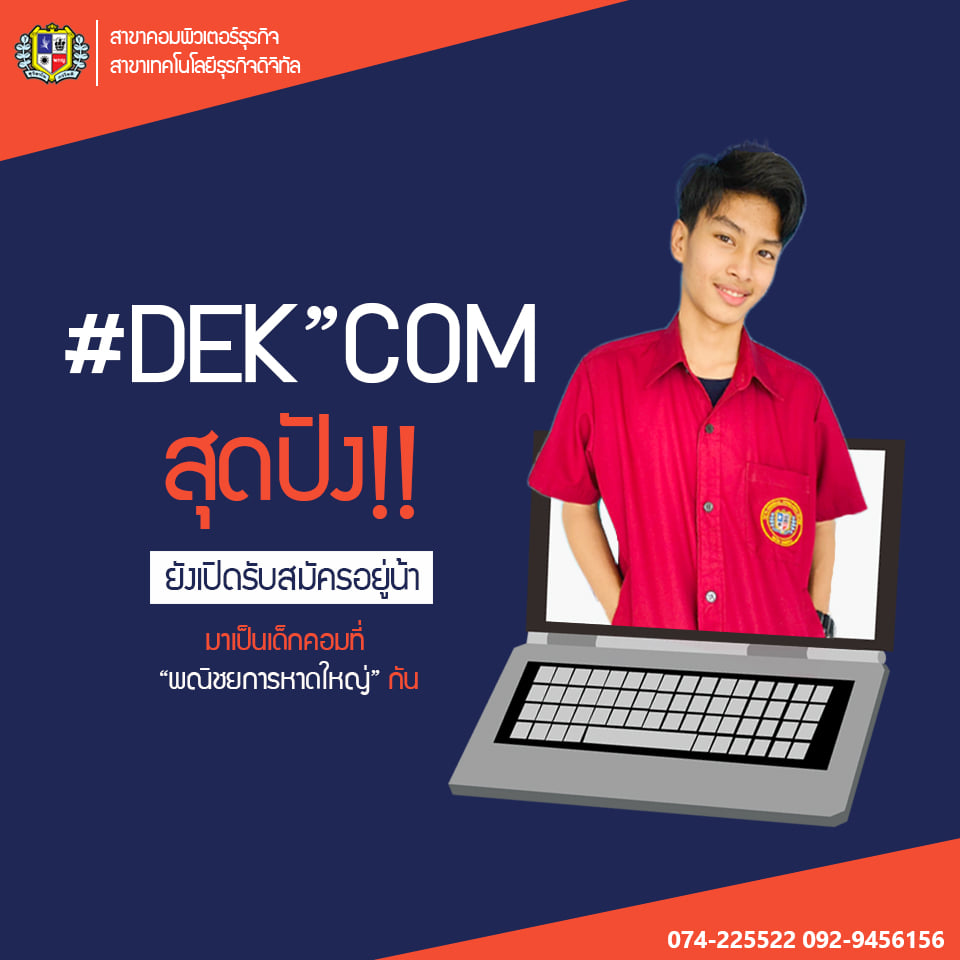 สาขาคอมพิวเตอร์ธุรกิจ
สาขาเทคโนโลยีธุรกิจดิจิทัล
#DEK”COM
สุดปัง!!
ยังเปิดรับสมัครอยู่น้า
มาเป็นเด็กคอมที่
“พณิชยการหาดใหญ่” กัน
074-225522 092-9456156